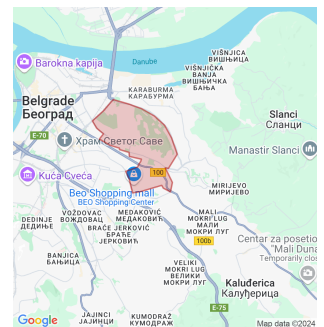 VIŠNJICA
ВИШЊИЦА
Barokna kapija
Danube
VIŠNJIČKA
BANJA
ВИШЊИЧКА
БАЊА
KARABURMA
КАРАБУРМА
Belgrade
Београд
Slanci
Сланци
E-70
Храм Светог Саве
Manastir Slanci
Kuća Cveća
100
Beo Shopping mall
BEO Shopping Center
MIRIJEVO
МИРИЈЕВО
DEDINJE
ДЕДИЊЕ
VOŽDOVAC
ВОЖДОВАЦ
MEDAKOVIĆ
МЕДАКОВИЋ
MALI
MOKRI LUG
МАЛИ
МОКРИ ЛУГ
BRAĆE JERKOVIĆ
БРАЋЕ
ЈЕРКОВИЋ
100b
Centar za posetio
"Mali Duna
Temporarily clos
BANJICA
БАЊИЦА
VELIKI
MOKRI LUG
ВЕЛИКИ
МОКРИ ЛУГ
Kaluđerica
Калуђерица
E-75
JAJINCI
ЈАЈИНЦИ
KUMODRAŽ
КУМОДРАЖ
Google
Map data ©2024